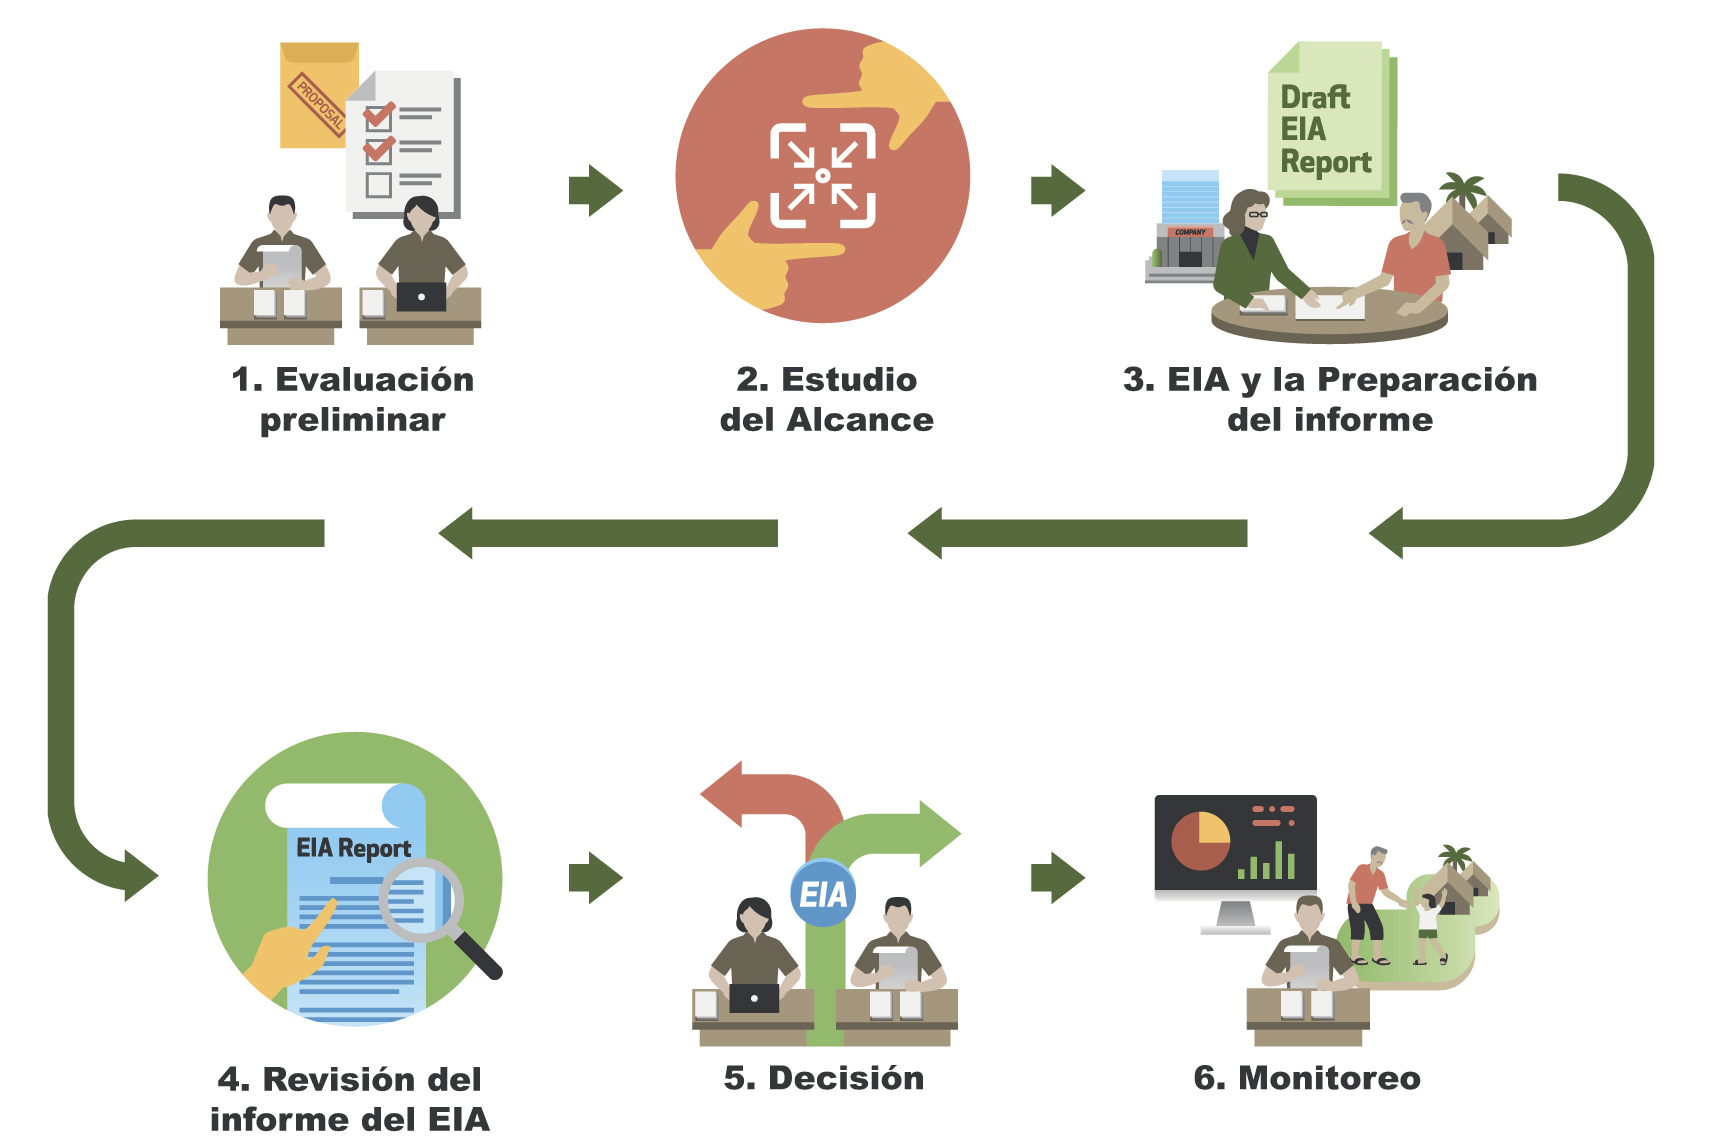 PROPOSAL
1. Evaluación
preliminar
2. Estudio
del Alcance
Draft
EIA
Report
COMPANY
3. EIA y la Preparación
del informe
EIA Report
4. Revisión del
informe del EIA
EIA
5. Decisión
6. Monitoreo